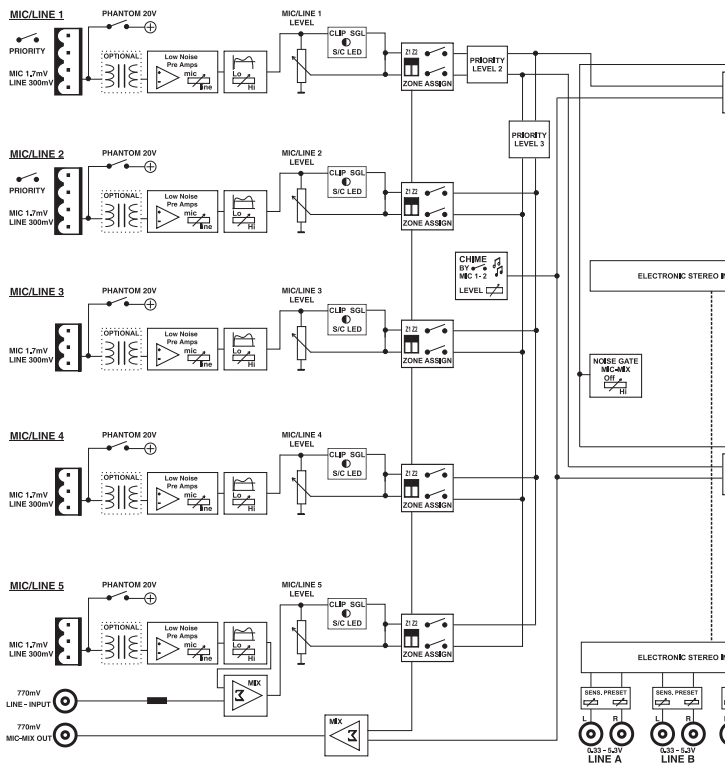 MIC/LINE 1
PHANTOM 20V
MIC/LINE 1
LEVEL
PRIORITY
OPTIONAL
Low Noise
Pre Amps
mic
line
Lo
Hi
CLIP SGL
S/C LED
Z1 Z2
ZONE ASSIGN
PRIORITY
LEVEL 2
MIC 1,7mV
LINE 300mV
PRIORITY
LEVEL 3
MIC/LINE 2
PHANTOM 20V
MIC/LINE 2
LEVEL
PRIORITY
OPTIONAL
Low Noise
Pre Amps
mic
line
Lo
Hi
CLIP SGL
S/C LED
Z1 Z2
ZONE ASSIGN
MIC 1,7mV
LINE 300mV
CHIME
BY
MIC 1-2
LEVEL
ELECTRONIC STEREO I
MIC/LINE 3
PHANTOM 20V
MIC/LINE 3
LEVEL
OPTIONAL
Low Noise
Pre Amps
mic
line
Lo
Hi
CLIP SGL
S/C LED
Z1 Z2
ZONE ASSIGN
MIC 1,7mV
LINE 300mV
NOISE GATE
MIC-MIX
Off
Hi
MIC/LINE 4
PHANTOM 20V
MIC/LINE 4
LEVEL
OPTIONAL
Low Noise
Pre Amps
mic
line
Lo
Hi
CLIP SGL
S/C LED
Z1 Z2
ZONE ASSIGN
MIC 1,7mV
LINE 300mV
MIC/LINE 5
PHANTOM 20V
MIC/LINE 5
LEVEL
OPTIONAL
Low Noise
Pre Amps
mic
line
Lo
Hi
CLIP SGL
S/C LED
Z1 Z2
ZONE ASSIGN
MIC 1,7mV
LINE 300mV
ELECTRONIC STEREO I
770mV
LINE - INPUT
MIX
Σ
SENS. PRESET
SENS. PRESET
770mV
MIC-MIX OUT
MIX
Σ
L R
L R
0.33 - 5.3V
LINE A
0.33 - 5.3V
LINE B